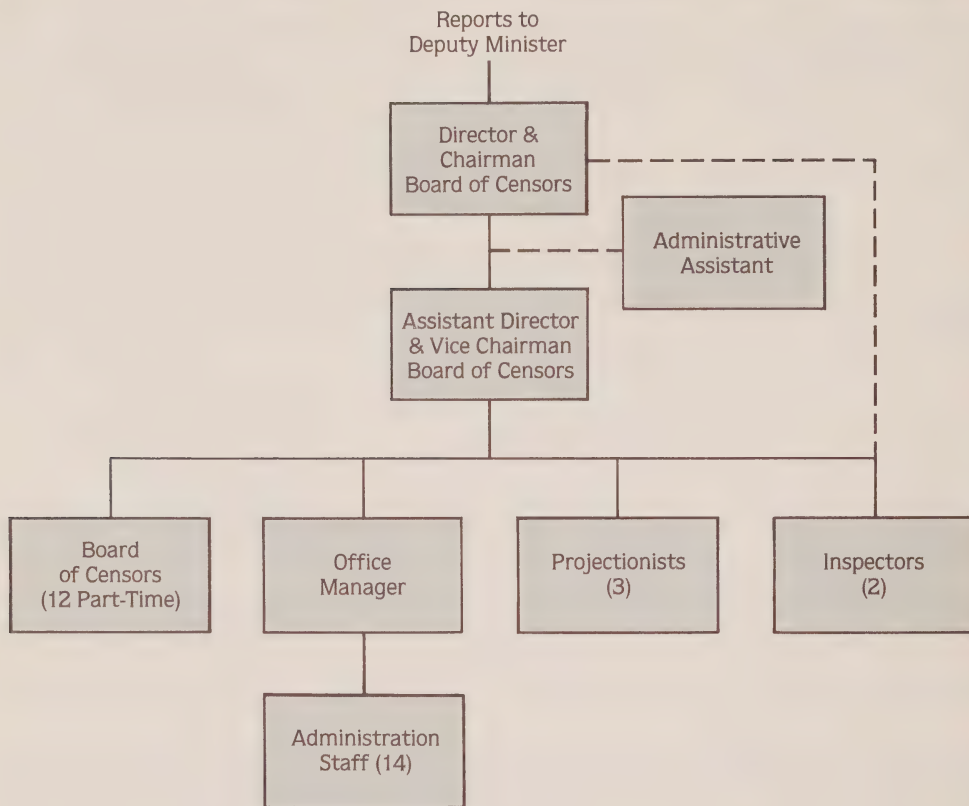 Reports to
Deputy Minister
Director &
Chairman
Board of Censors
Administrative
Assistant
Assistant Director
& Vice Chairman
Board of Censors
Board
of Censors
(12 Part-Time)
Office
Manager
Projectionists
(3)
Inspectors
(2)
Administration
Staff (14)